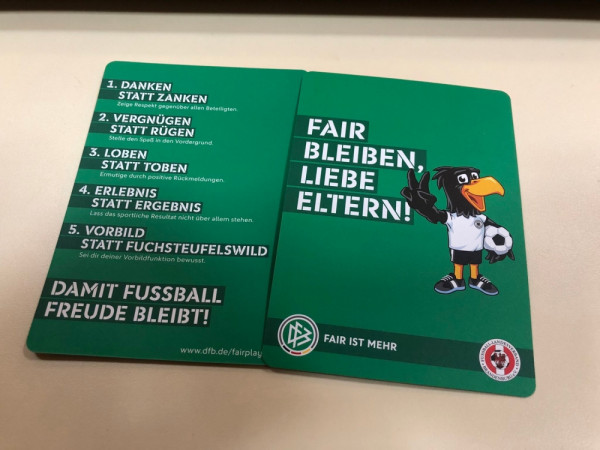 1. DANKEN
STATT ZANKEN
Zeige Respekt gegenüber allen Beteiligten.
2. VERGNÜGEN
STATT RÜGEN
Stelle den Spaß in den Vordergrund.
3. LOBEN
STATT TOBEN
Ermutige durch positive Rückmeldungen.
4. ERLEBNIS
STATT ERGEBNIS
Lass das sportliche Resultat nicht über allem stehen.
5. VORBILD
STATT FUCHSTEUFELSWILD
Sei dir deiner Vorbildfunktion bewusst.
DAMIT FUSSBALL
FREUDE BLEIBT!
www.dfb.de/fairplay
FAIR
BLEIBEN,
LIEBE
ELTERN!
DFB
FAIR IST MEHR